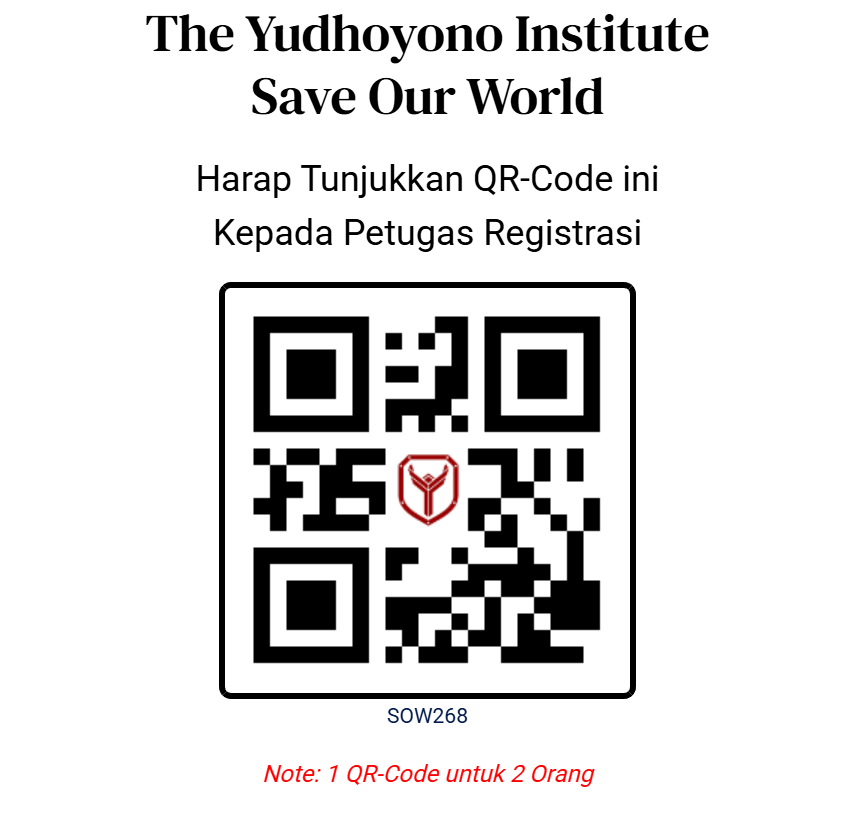 The Yudhoyono Institute
Save Our World
Harap Tunjukkan QR-Code ini
Kepada Petugas Registrasi
SOW268
Note: 1 QR-Code untuk 2 Orang